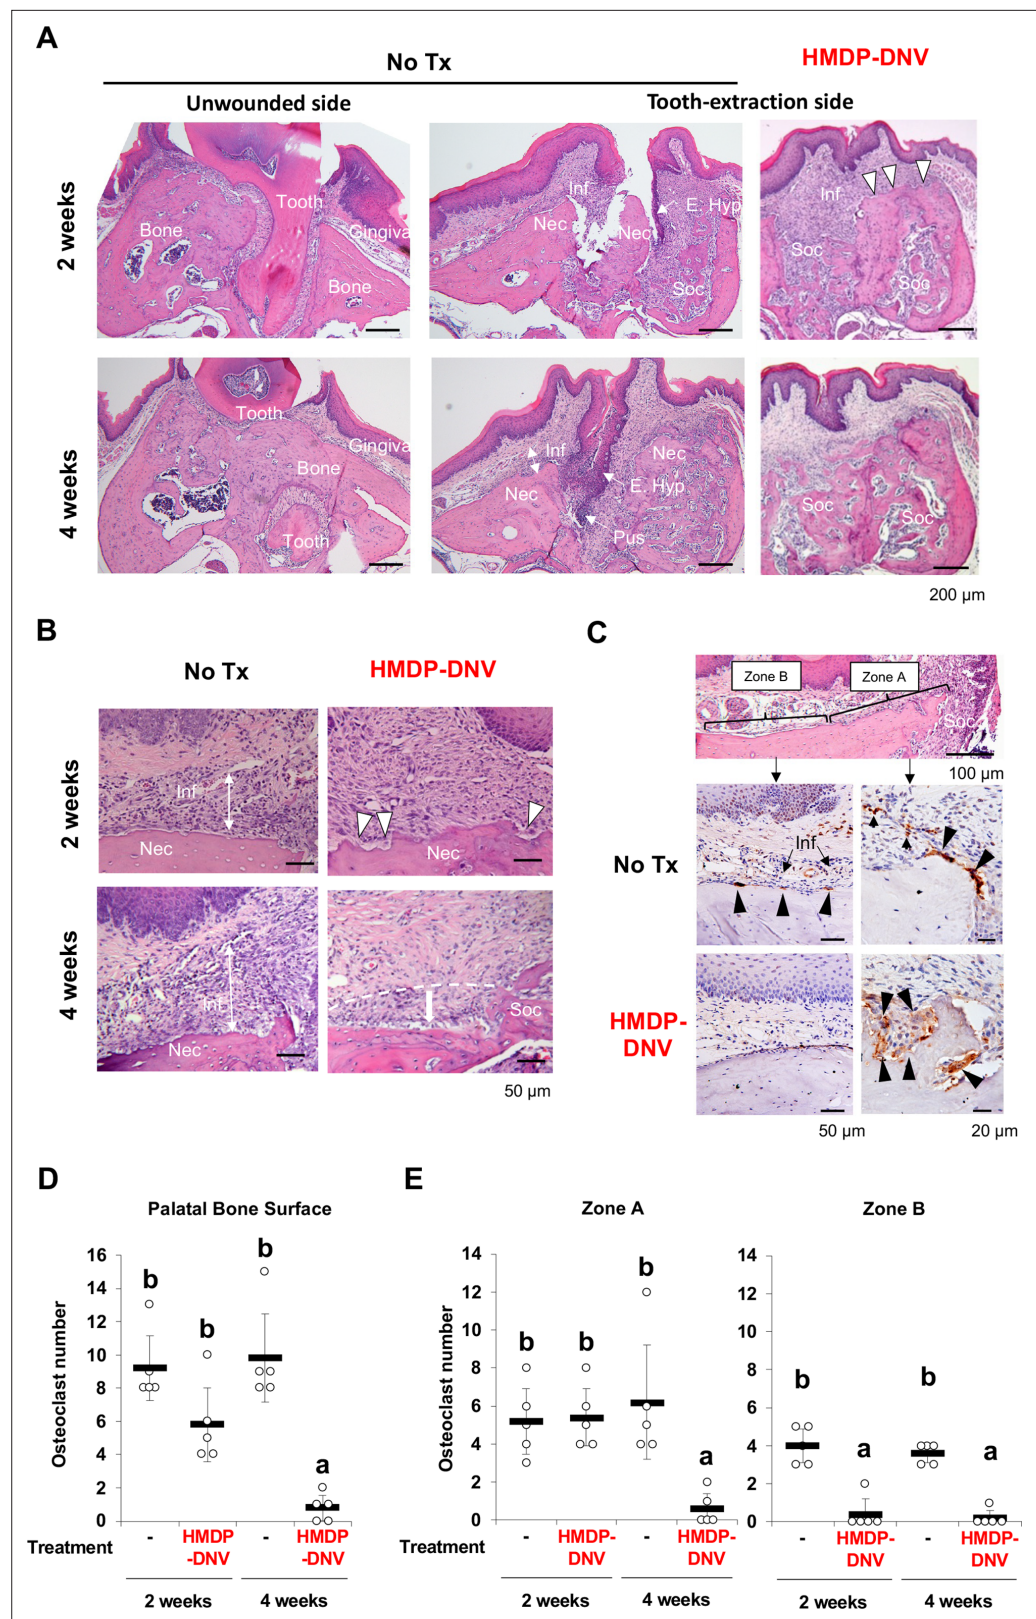 A
No Tx
HMDP-DNV
Unwounded side
Tooth-extraction side
2 weeks
Tooth
Bone
Gingiva
Bone
Inf
Nec
Nec
E. Hyp
Soc
Inf
Soc
Soc
4 weeks
Tooth
Gingiva
Bone
Tooth
Inf
Nec
Nec
E. Hyp
Pus
Soc
Soc
200 µm
B
No Tx
HMDP-DNV
2 weeks
Inf
Nec
Nec
4 weeks
Inf
Nec
Soc
50 µm
C
Zone B
Zone A
Soc
100 µm
No Tx
Inf
HMDP-
DNV
50 µm
20 µm
D
Palatal Bone Surface
Osteoclast number
16
14
12
10
8
6
4
2
0
b
b
b
a
Treatment
-
HMDP
-DNV
-
HMDP
-DNV
2 weeks
4 weeks
E
Zone A
Osteoclast number
14
12
10
8
6
4
2
0
b
b
b
a
-
HMDP-
DNV
-
HMDP-
DNV
2 weeks
4 weeks
Zone B
14
12
10
8
6
4
2
0
b
a
b
a
-
HMDP-
DNV
-
HMDP-
DNV
2 weeks
4 weeks